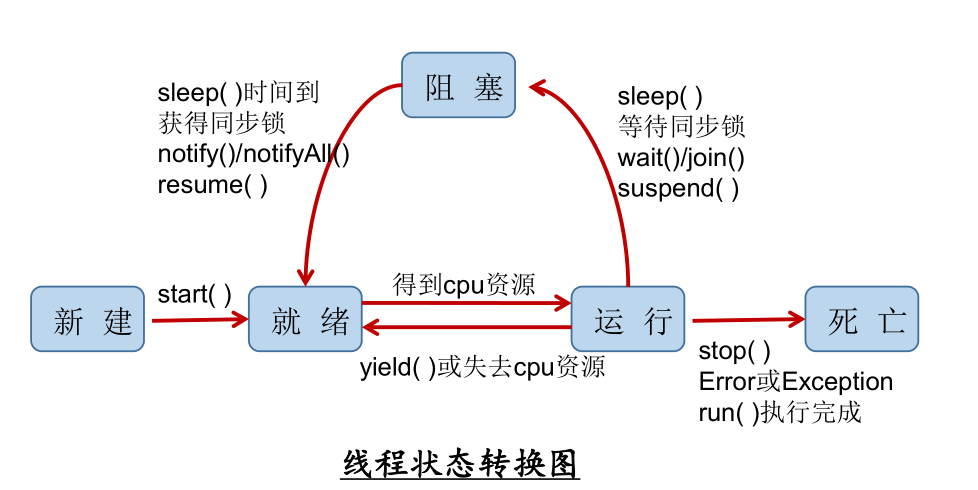 阻 塞
sleep( )时间到
获得同步锁
notify()/notifyAll()
resume( )
sleep( )
等待同步锁
wait()/join()
suspend( )
新 建
start( )
就 绪
得到cpu资源
yield( )或失去cpu资源
运 行
死 亡
stop( )
Error或Exception
run( )执行完成
线程状态转换图